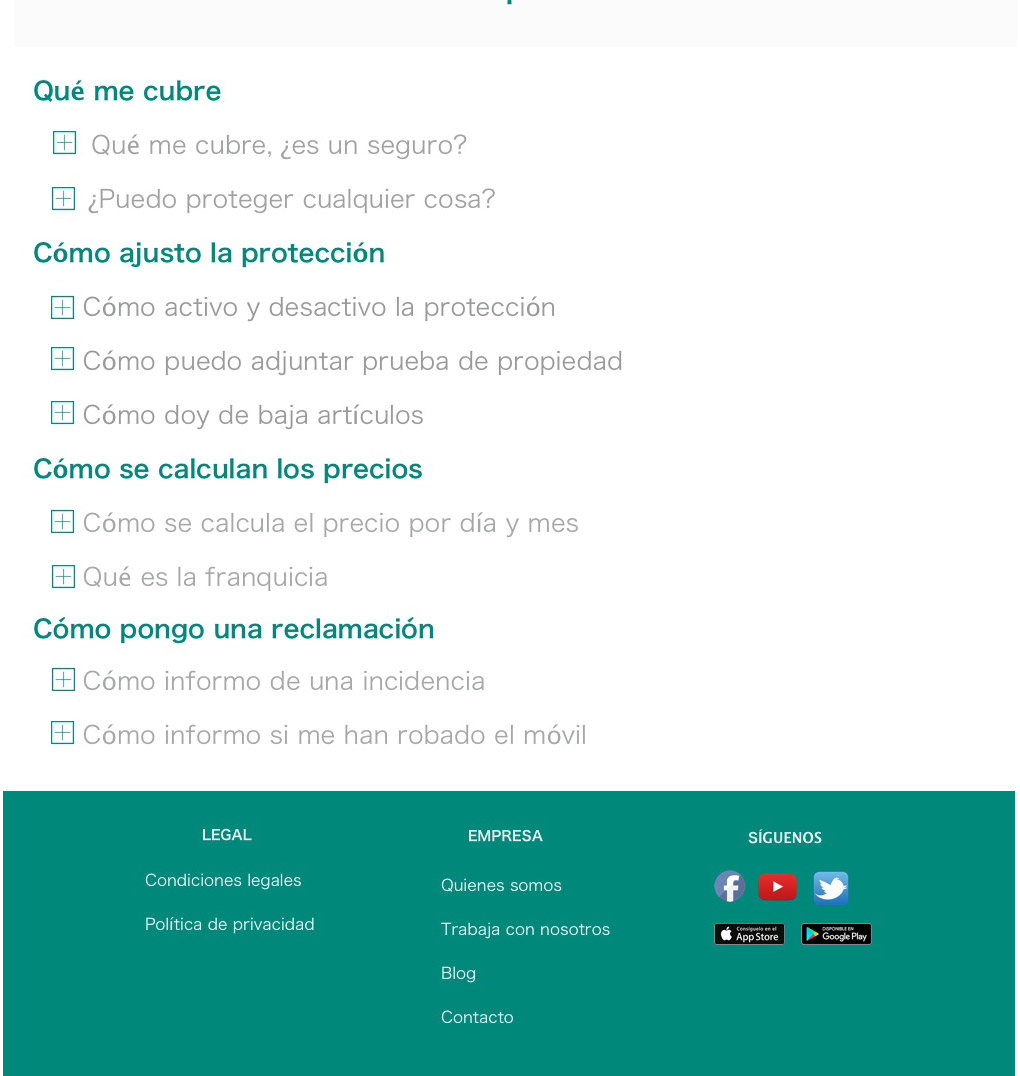 Qué me cubre
Qué me cubre, ¿es un seguro?
¿Puedo proteger cualquier cosa?
Cómo ajusto la protección
Cómo activo y desactivo la protección
Cómo puedo adjuntar prueba de propiedad
Cómo doy de baja artículos
Cómo se calculan los precios
Cómo se calcula el precio por día y mes
Qué es la franquicia
Cómo pongo una reclamación
Cómo informo de una incidencia
Cómo informo si me han robado el móvil
LEGAL
Condiciones legales
Política de privacidad
EMPRESA
Quienes somos
Trabaja con nosotros
Blog
Contacto
SÍGUENOS
Consíguelo en el
App Store
DISPONIBLE EN
Google Play